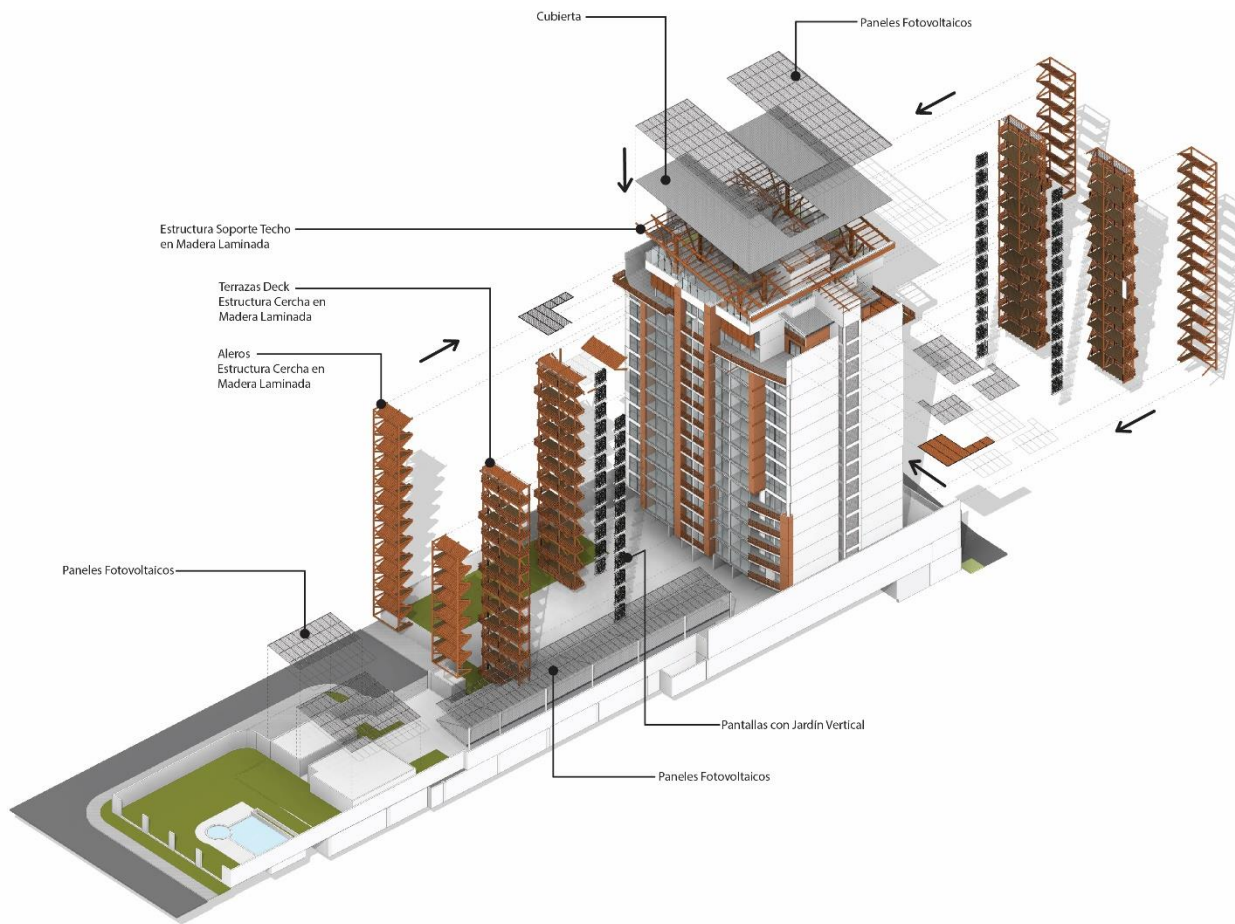 Cubierta
Paneles Fotovoltaicos
Estructura Soporte Techo
en Madera Laminada
Terrazas Deck
Estructura Cercha en
Madera Laminada
Aleros
Estructura Cercha en
Madera Laminada
Paneles Fotovoltaicos
Pantallas con Jardín Vertical
Paneles Fotovoltaicos